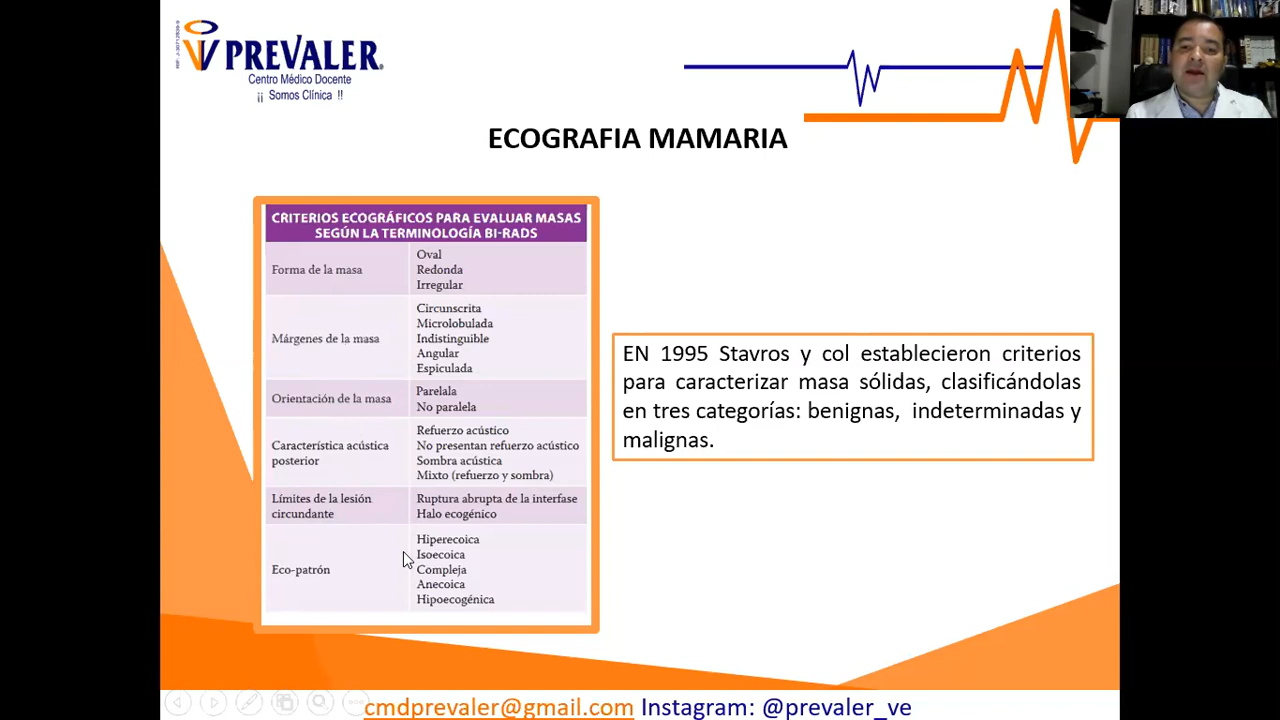 PREVALER
Centro Médico Docente
¡¡ Somos Clínica !!
ECOGRAFIA MAMARIA
CRITERIOS ECOGRÁFICOS PARA EVALUAR MASAS
SEGÚN LA TERMINOLOGÍA BI-RADS
Forma de la masa
Oval
Redonda
Irregular
Márgenes de la masa
Circunscrita
Microlobulada
Indistinguible
Angular
Espiculada
Orientación de la masa
Parelala
No paralela
Característica acústica
posterior
Refuerzo acústico
No presentan refuerzo acústico
Sombra acústica
Mixto (refuerzo y sombra)
Límites de la lesión
circundante
Ruptura abrupta de la interfase
Halo ecogénico
Eco-patrón
Hiperecoica
Isoecoica
Compleja
Anecoica
Hipoecogénica
EN 1995 Stavros y col establecieron criterios
para caracterizar masa sólidas, clasificándolas
en tres categorías: benignas, indeterminadas y
malignas.
cmdprevaler@gmail.com Instagram: @prevaler_ve